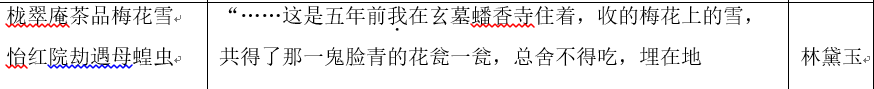 栊翠庵茶品梅花雪
怡红院劫遇母蝗虫
“……这是五年前我在玄墓蟠香寺住着，收的梅花上的雪，
共得了那一鬼脸青的花瓮一瓮，总舍不得吃，埋在地
林黛玉